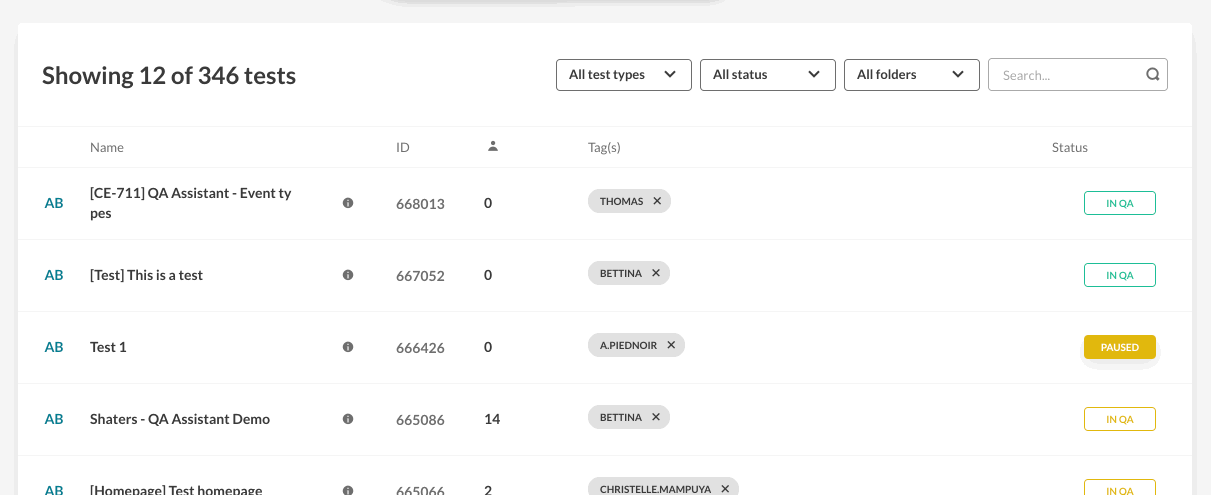 Showing 12 of 346 tests
All test types
All status
All folders
Search...
Name ID Tag(s) Status
AB [CE-711] QA Assistant - Event ty
pes 668013 0 THOMAS IN QA
AB [Test] This is a test 667052 0 BETTINA IN QA
AB Test 1 666426 0 A.PIEDNOIR PAUSED
AB Shaters - QA Assistant Demo 665086 14 BETTINA IN QA
AB [Homepage] Test homepage 665066 2 CHRISTELLE.MAMPUYA IN QA